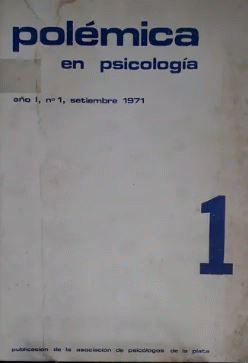 polémica
en psicología
año I, nº 1, setiembre 1971
1
publicación de la asociación de psicólogos de la plata